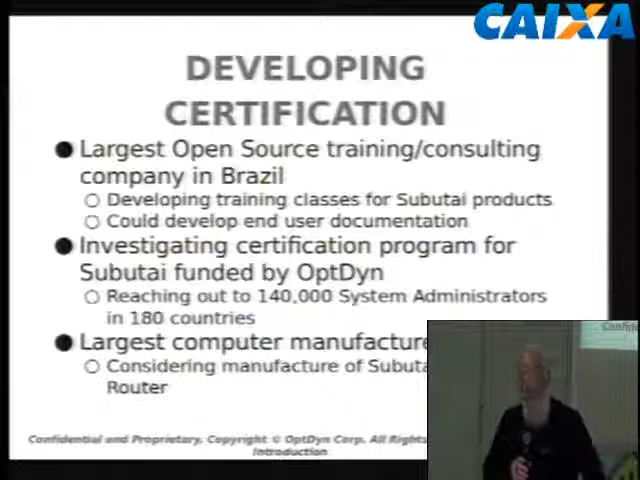 CAIXA
DEVELOPING
CERTIFICATION
Largest Open Source training/consulting
company in Brazil
Developing training classes for Subutai products
Could develop end user documentation
Investigating certification program for
Subutai funded by OptDyn
Reaching out to 140,000 System Administrators
in 180 countries
Largest computer manufacture
Considering manufacture of Subuta
Router
Confidential and Proprietary. Copyright © OptDyn Corp. All Rights
Introduction